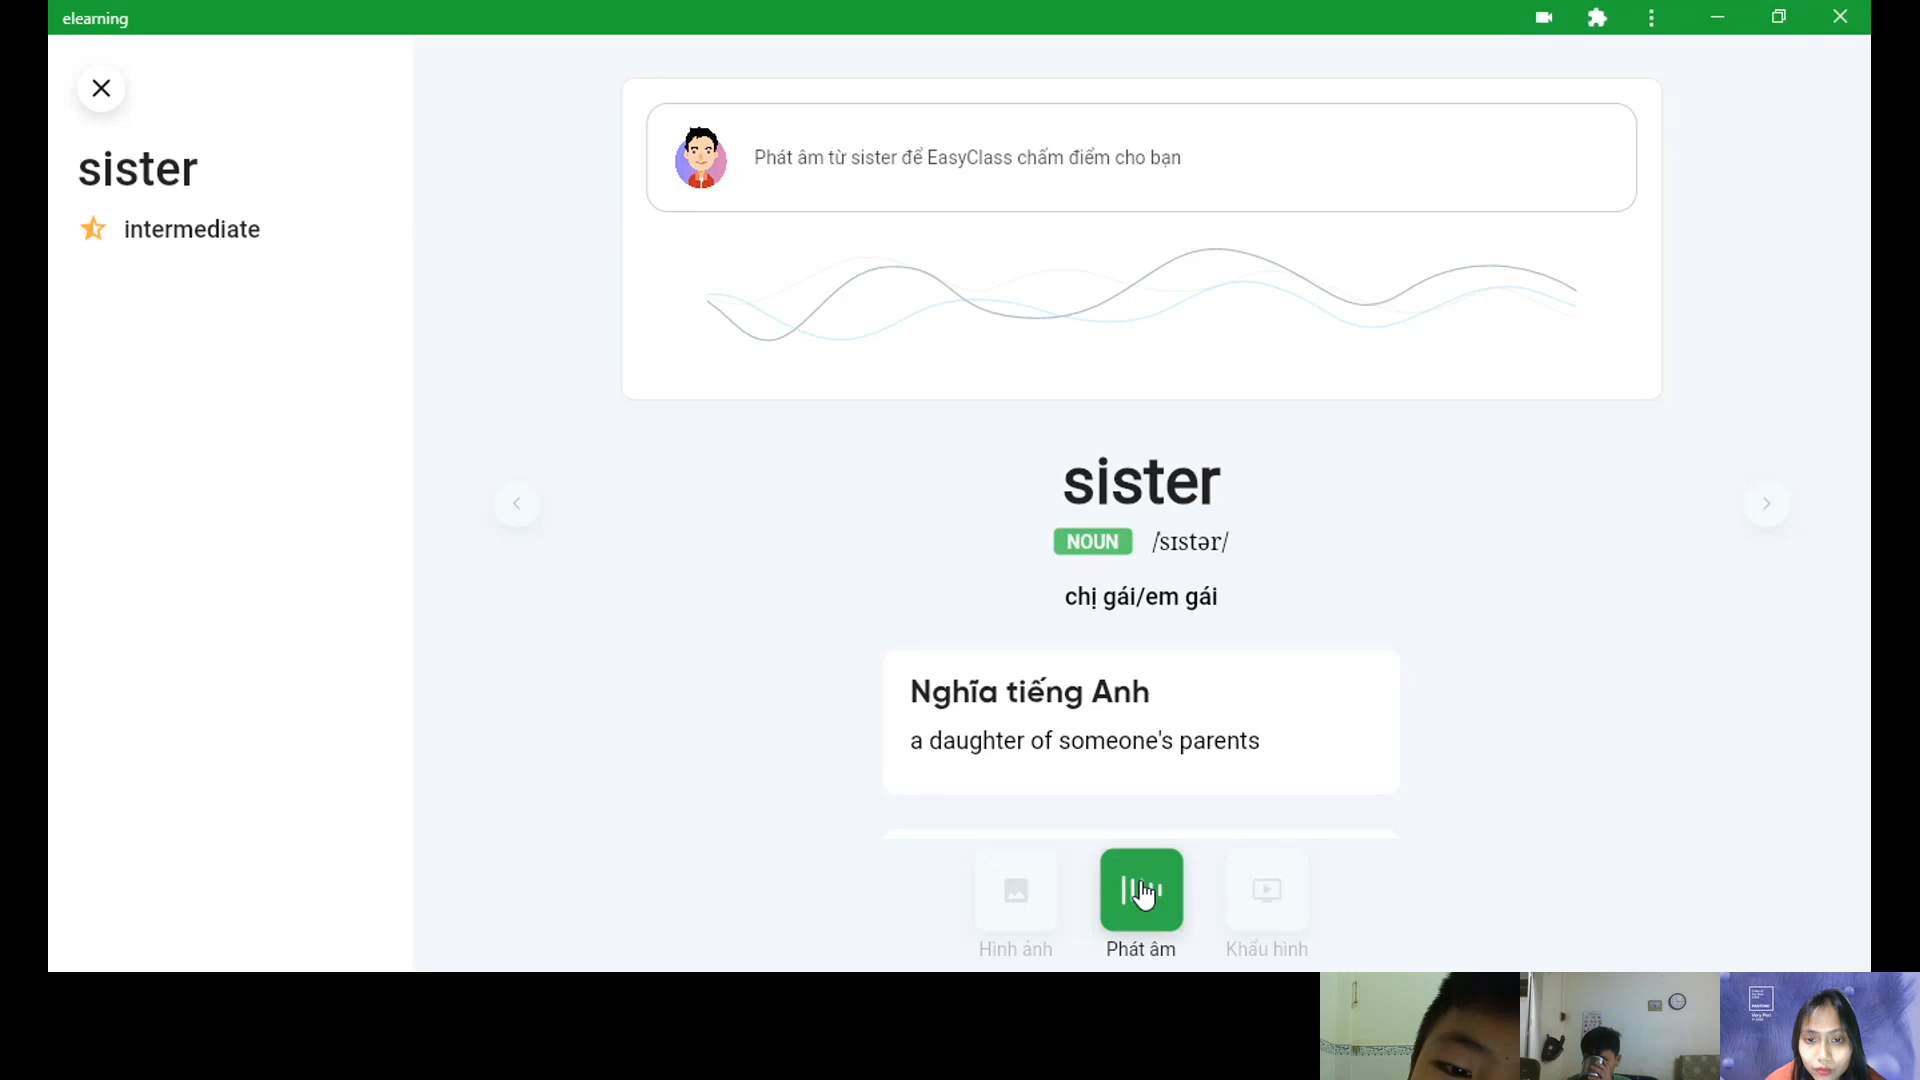 elearning
sister
intermediate
Phát âm từ sister để EasyClass chấm điểm cho bạn
sister
NOUN /sɪstər/
chị gái/em gái
Nghĩa tiếng Anh
a daughter of someone's parents
Hình ảnh
Phát âm
Khẩu hình